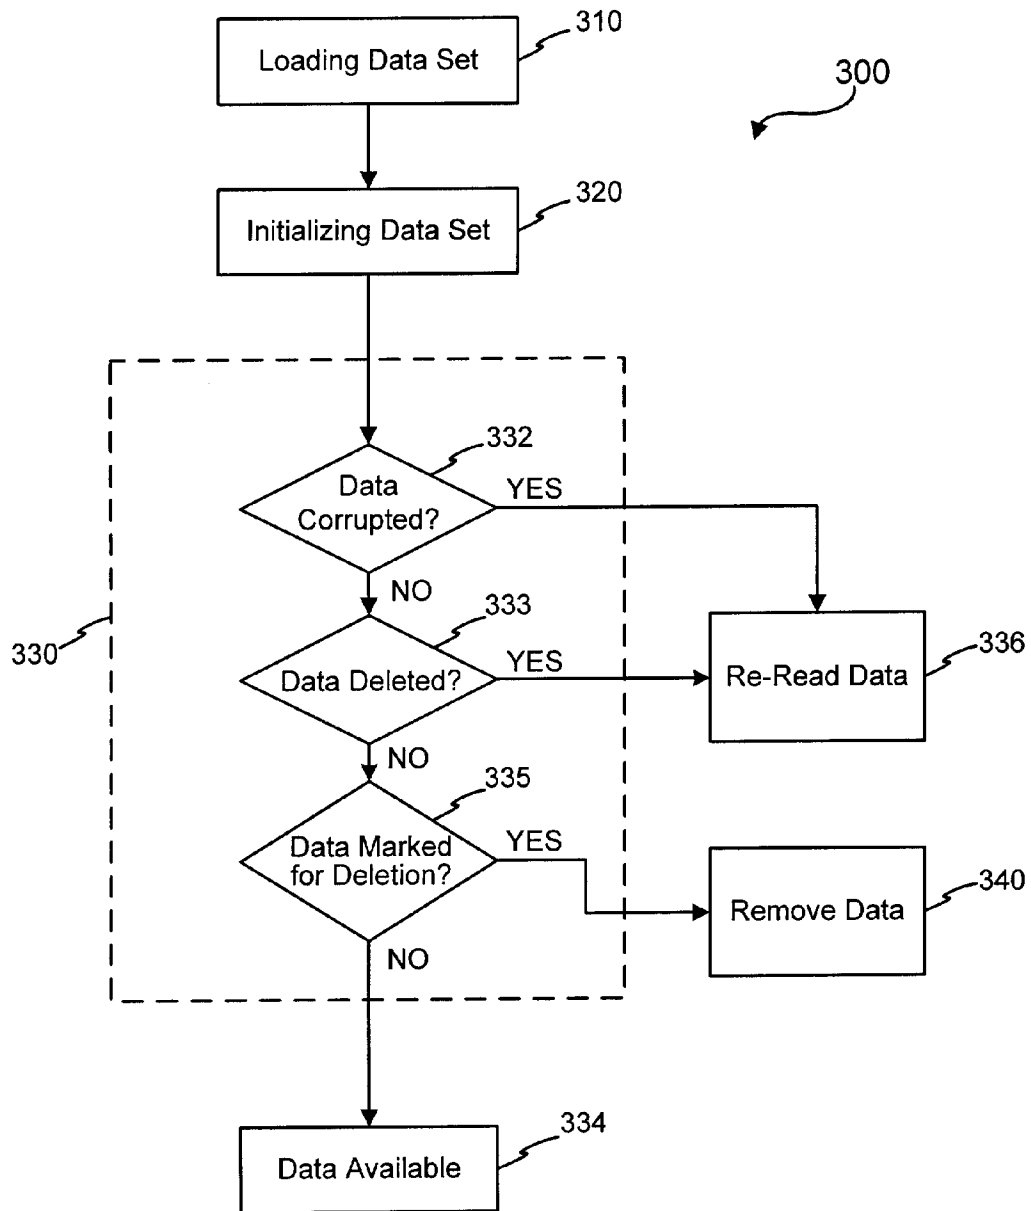 310
Loading Data Set
300
320
Initializing Data Set
332
Data
Corrupted?
YES
NO
333
330
Data Deleted?
YES
Re-Read Data
336
NO
335
Data Marked
for Deletion?
YES
Remove Data
340
NO
334
Data Available